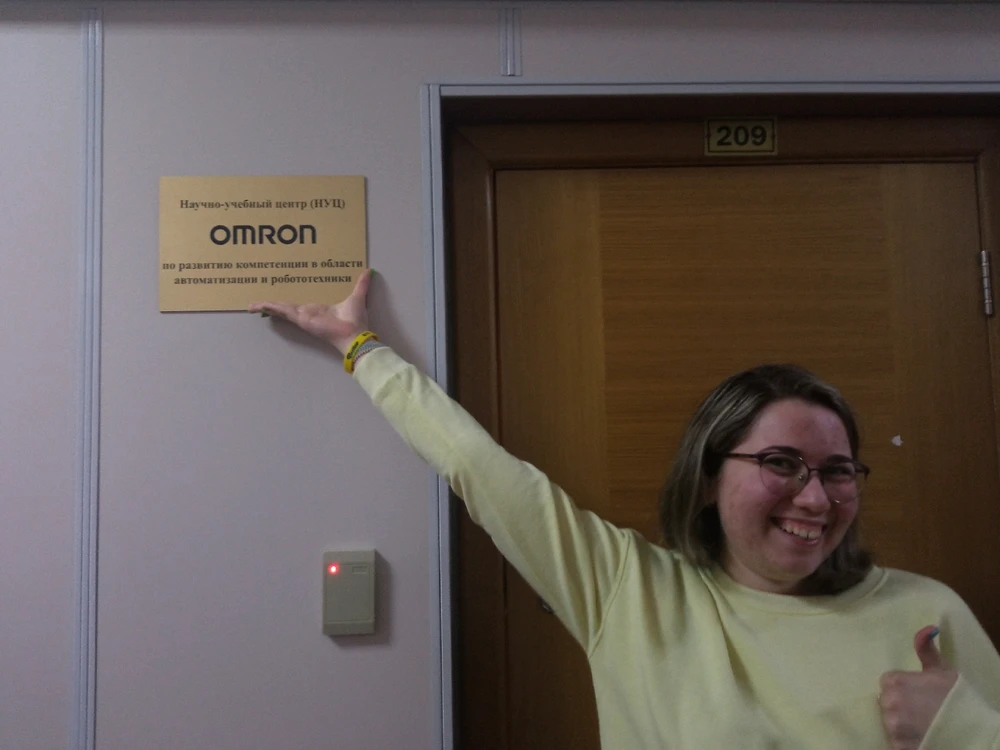 Научно-учебный центр (НУЦ)
OMRON
по развитию компетенции в области
автоматизации и робототехники
209